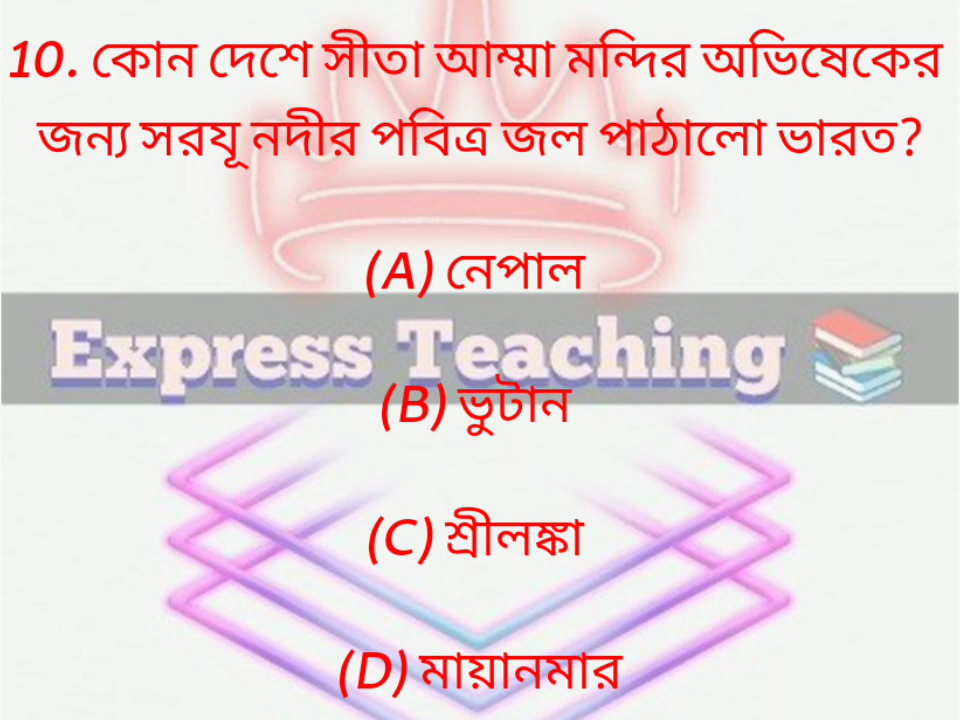 10. কোন দেশে সীতা আম্মা মন্দির অভিষেকের
জন্য সরযূ নদীর পবিত্র জল পাঠালো ভারত?
(A) নেপাল
Express Teaching
(B) ভুটান
(C) শ্রীলঙ্কা
(D) মায়ানমার